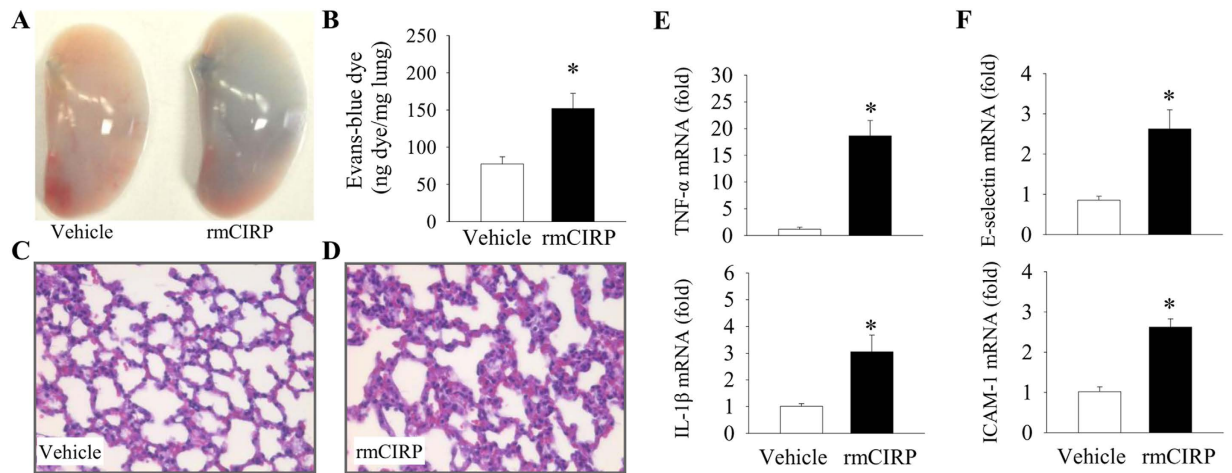 A
Vehicle
rmCIRP
B
Evans-blue dye
(ng dye/mg lung)
250
200
150
100
50
0
*
Vehicle
rmCIRP
C
Vehicle
D
rmCIRP
E
TNF-α mRNA (fold)
30
25
20
15
10
5
0
*
IL-1β mRNA (fold)
6
5
4
3
2
1
0
*
Vehicle
rmCIRP
F
E-selectin mRNA (fold)
4
3
2
1
0
*
ICAM-1 mRNA (fold)
4
3
2
1
0
*
Vehicle
rmCIRP